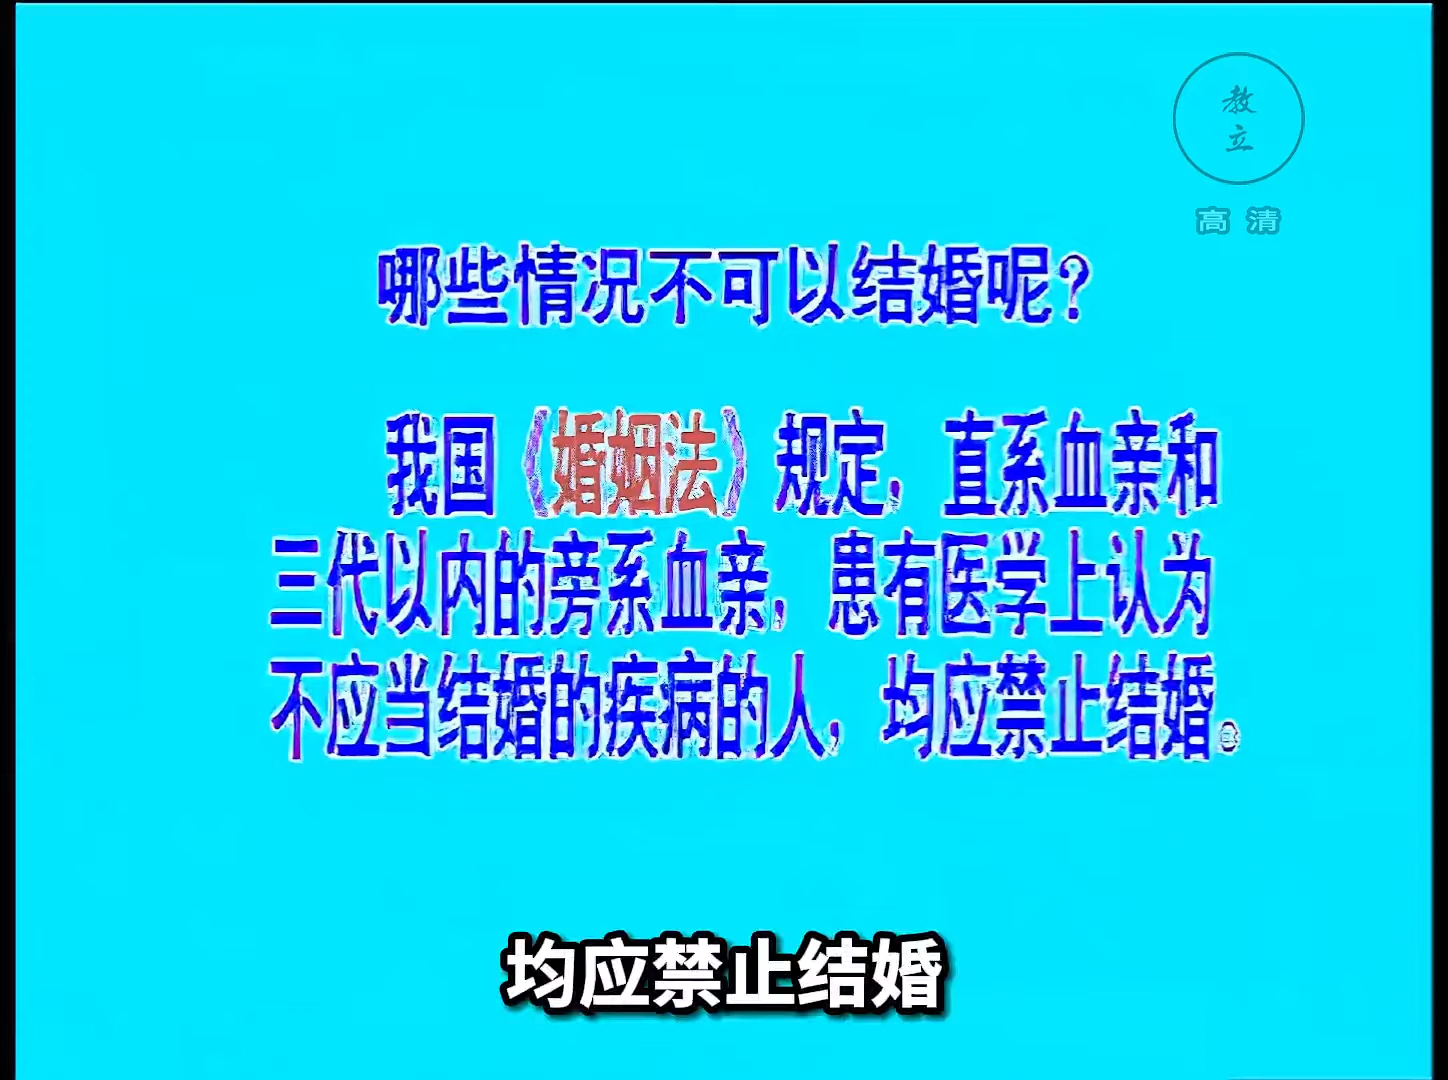 教
立
高清
哪些情况不可以结婚呢？
我国《婚姻法》规定，直系血亲和
三代以内的旁系血亲，患有医学上认为
不应当结婚的疾病的人，均应禁止结婚。
均应禁止结婚